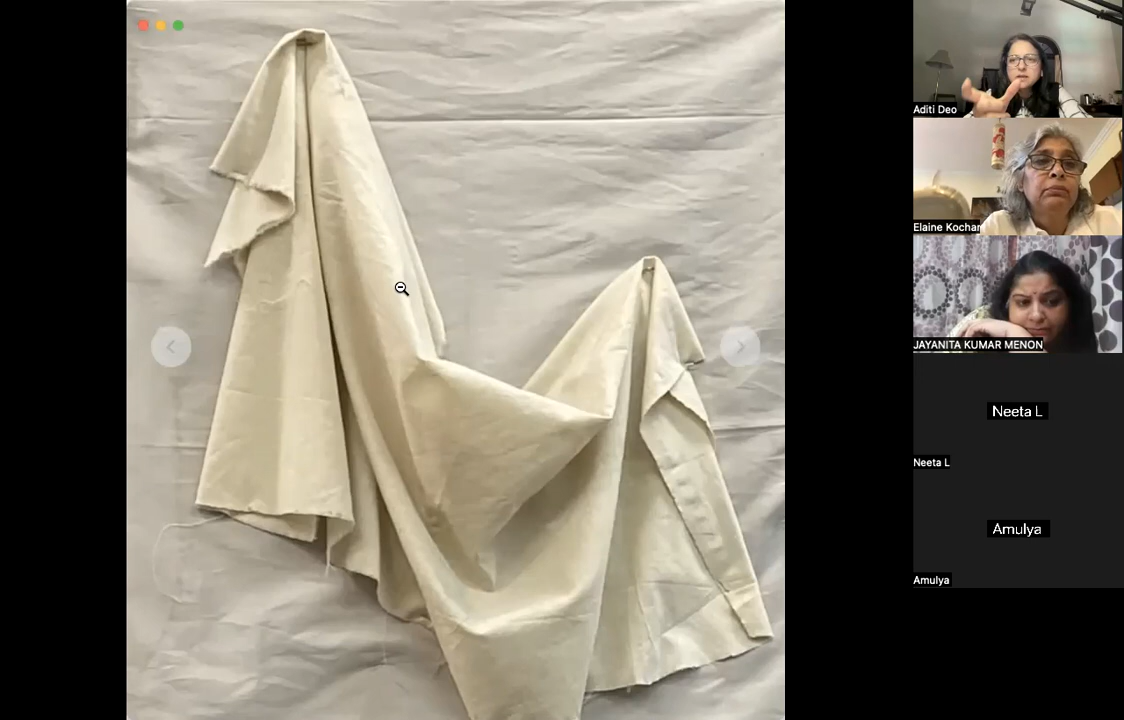 Aditi Deo
Elaine Kochar
JAYANITA KUMAR MENON
Neeta L
Neeta L
Amulya
Amulya